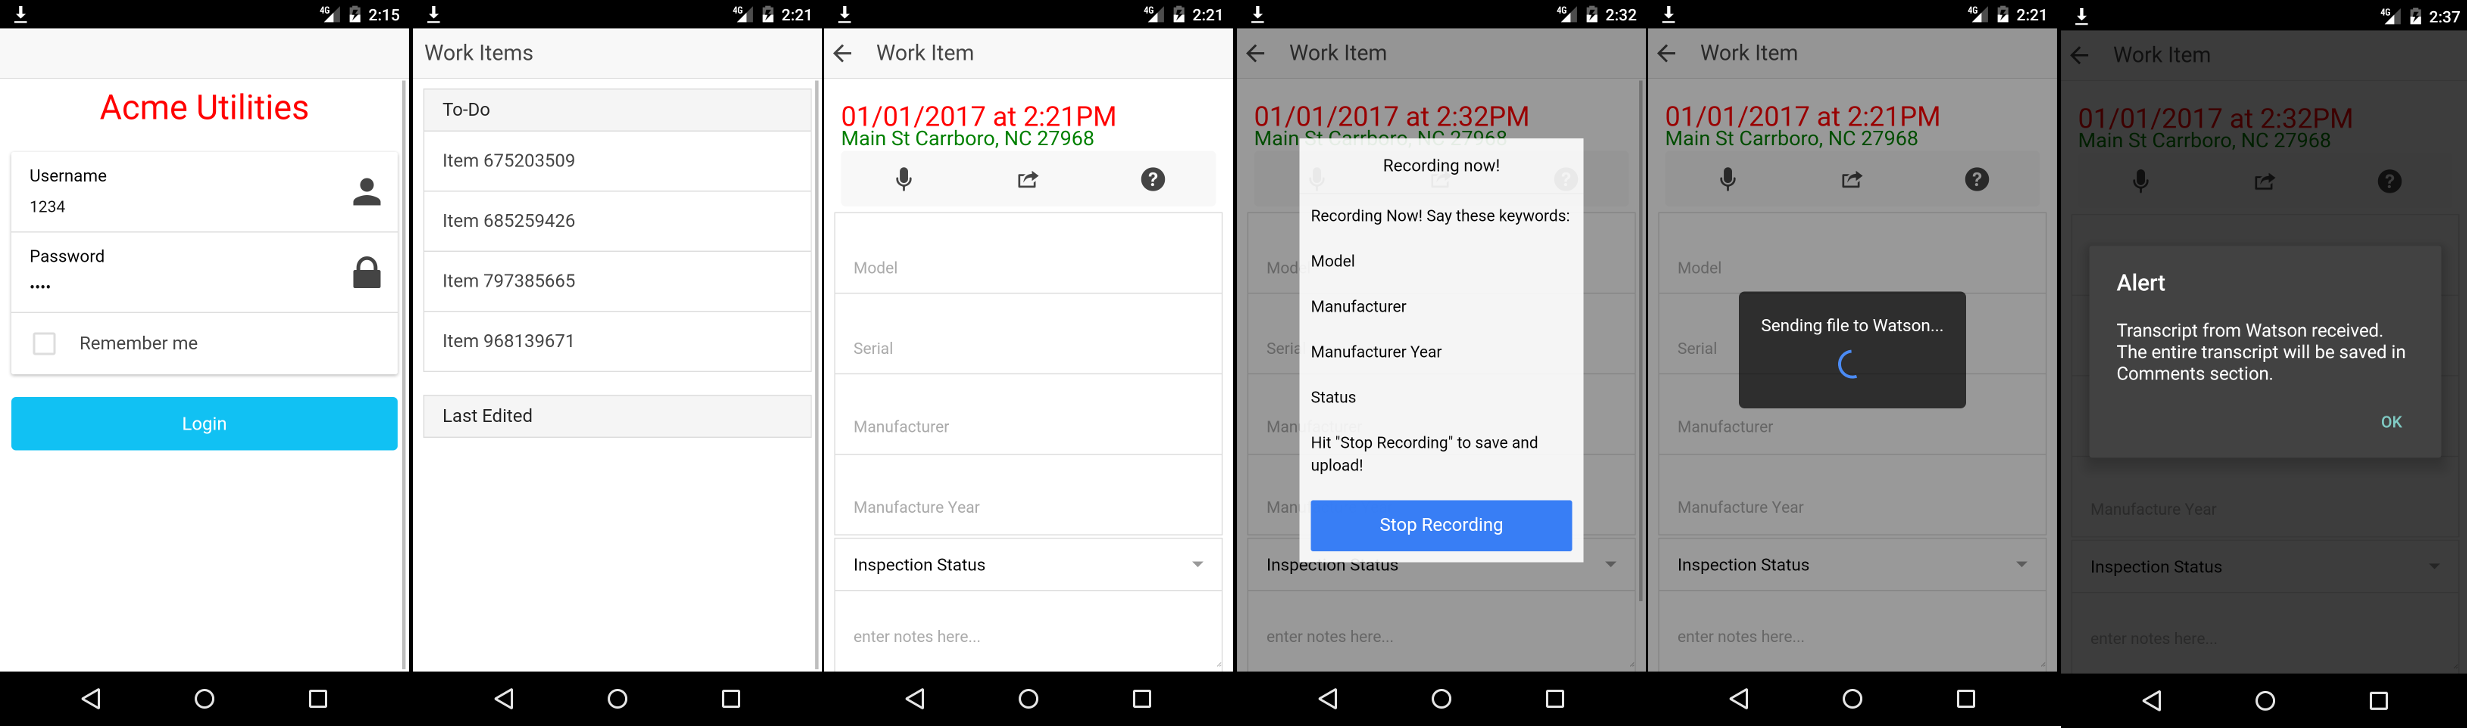 4G 2:15
Acme Utilities
Username
1234
Password
••••
Remember me
Login
4G 2:21
Work Items
To-Do
Item 675203509
Item 685259426
Item 797385665
Item 968139671
Last Edited
4G 2:21
Work Item
01/01/2017 at 2:21PM
Main St Carrboro, NC 27968
?
Model
Serial
Manufacturer
Manufacture Year
Inspection Status
enter notes here...
4G 2:32
Work Item
01/01/2017 at 2:32PM
Main St Carrboro, NC 27968
Recording now!
Recording Now! Say these keywords:
Model
Manufacturer
Manufacturer Year
Status
Hit "Stop Recording" to save and
upload!
Stop Recording
Inspection Status
enter notes here...
4G 2:21
Work Item
01/01/2017 at 2:21PM
Main St Carrboro, NC 27968
?
Model
Serial
Sending file to Watson...
Manufacturer
Manufacture Year
Inspection Status
enter notes here...
4G 2:37
Work Item
01/01/2017 at 2:32PM
Main St Carrboro, NC 27968
?
Alert
Transcript from Watson received.
The entire transcript will be saved in
Comments section.
OK
Manufacture Year
Inspection Status
enter notes here...